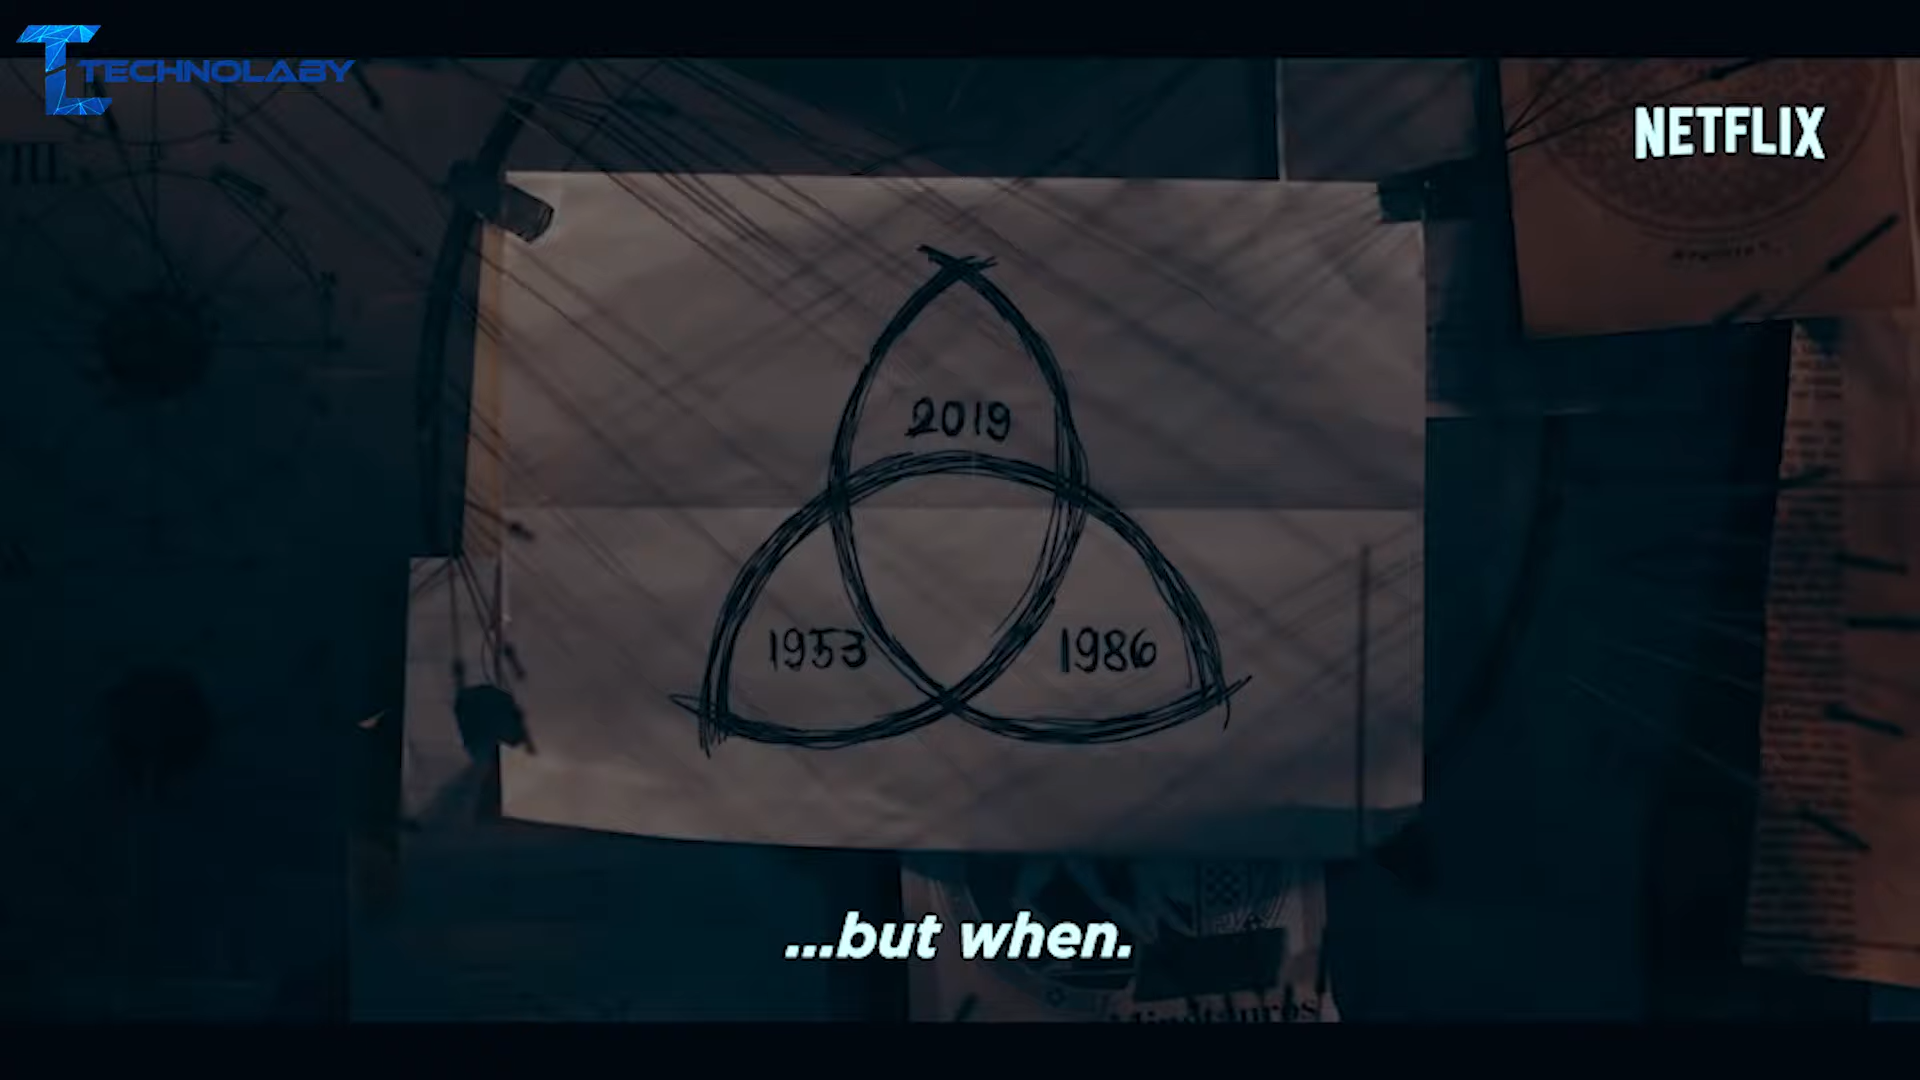 TECHNOLABY
NETFLIX
2019
1953
1986
...but when.